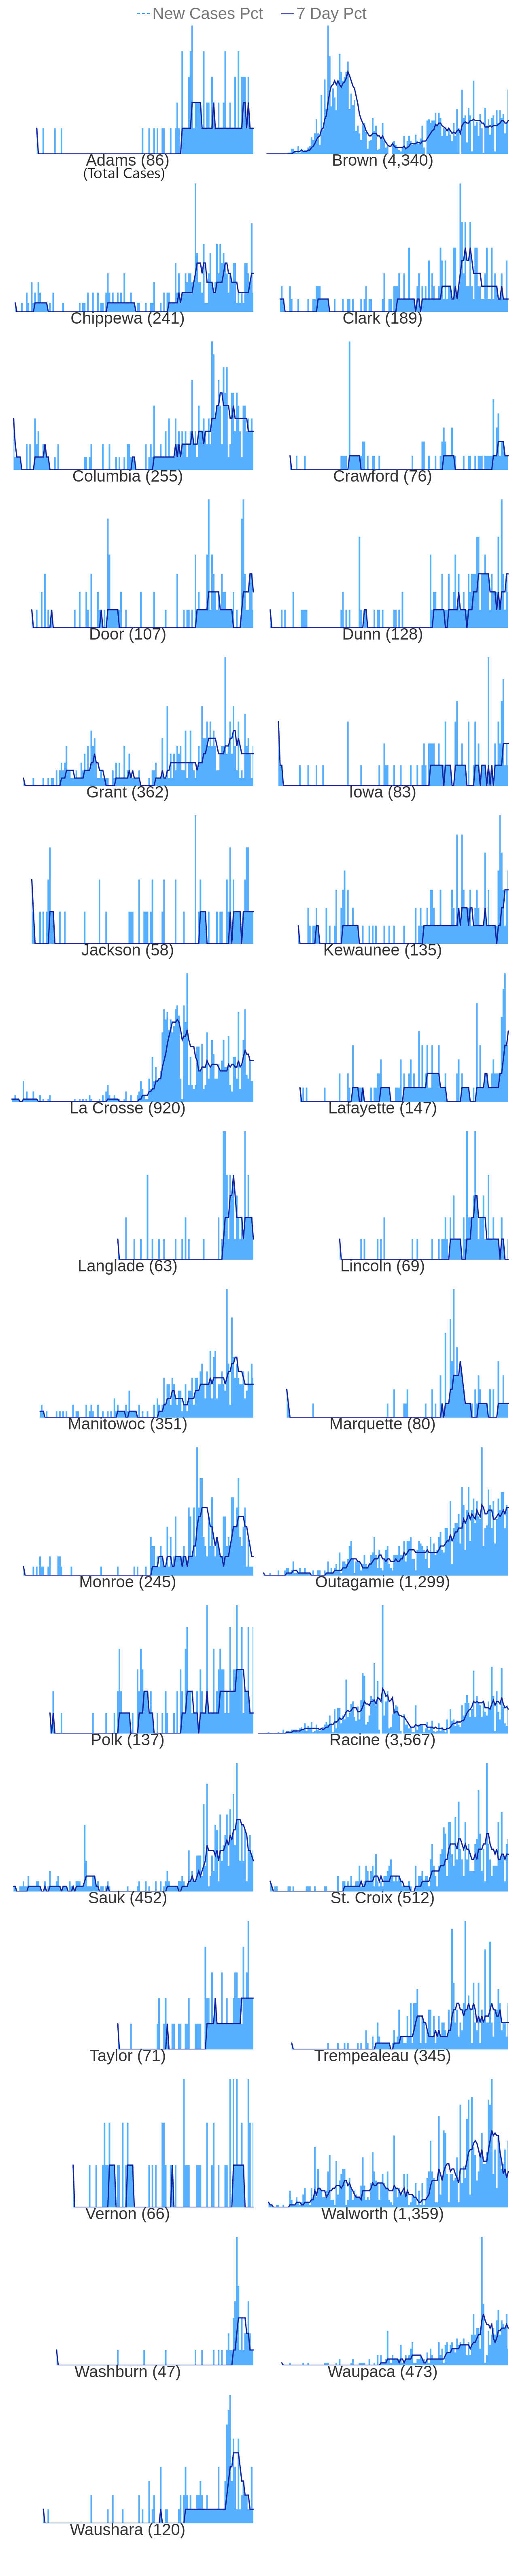 New Cases Pct 7 Day Pct
Adams (86) Brown (4,340)
(Total Cases)
Chippewa (241) Clark (189)
Columbia (255) Crawford (76)
Door (107) Dunn (128)
Grant (362) Iowa (83)
Jackson (58) Kewaunee (135)
La Crosse (920) Lafayette (147)
Langlade (63) Lincoln (69)
Manitowoc (351) Marquette (80)
Monroe (245) Outagamie (1,299)
Polk (137) Racine (3,567)
Sauk (452) St. Croix (512)
Taylor (71) Trempealeau (345)
Vernon (66) Walworth (1,359)
Washburn (47) Waupaca (473)
Waushara (120)